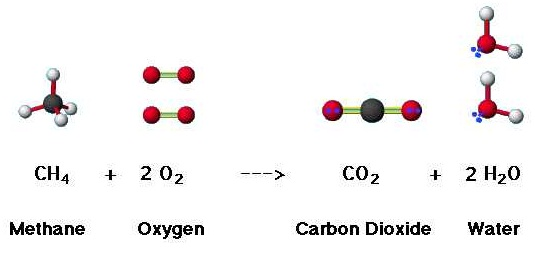 CH4 + 2 O2 ---> CO2 + 2 H2O
Methane Oxygen Carbon Dioxide Water